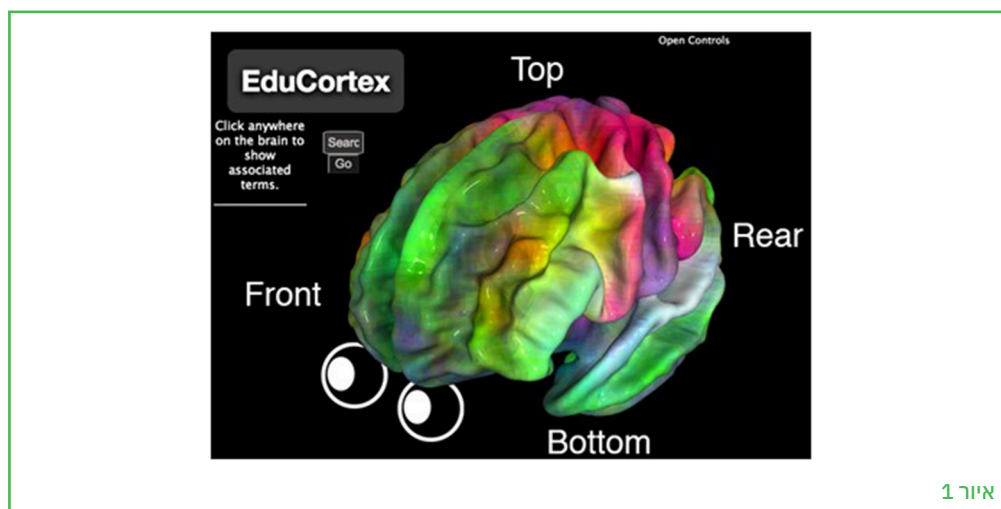 Open Controls
EduCortex
Top
Click anywhere
on the brain to
show
associated
terms.
Searc
Go
Rear
Front
Bottom
איור 1